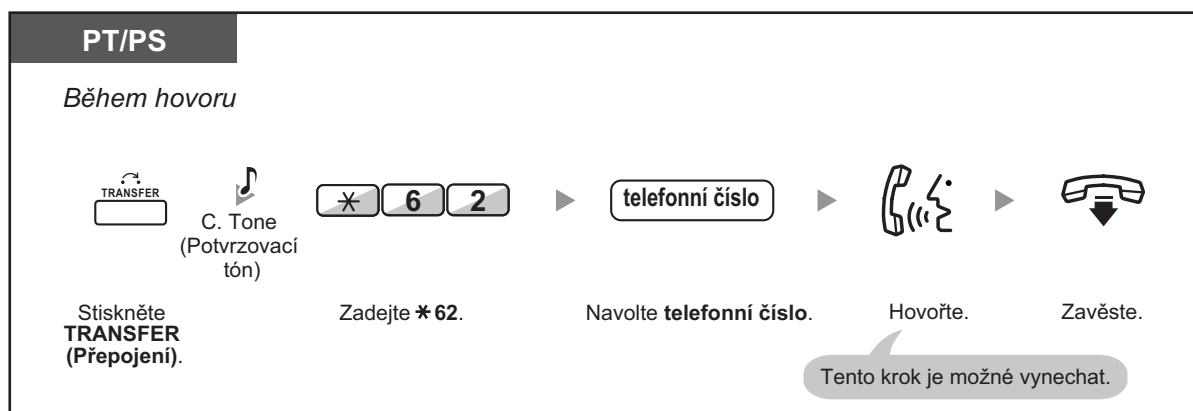 PT/PS
Během hovoru
TRANSFER
C. Tone
(Potvrzovací
tón)
* 6 2
telefonní číslo
Stiskněte
TRANSFER
(Přepojení).
Zadejte * 62.
Navolte telefonní číslo.
Hovořte.
Zavěste.
Tento krok je možné vynechat.